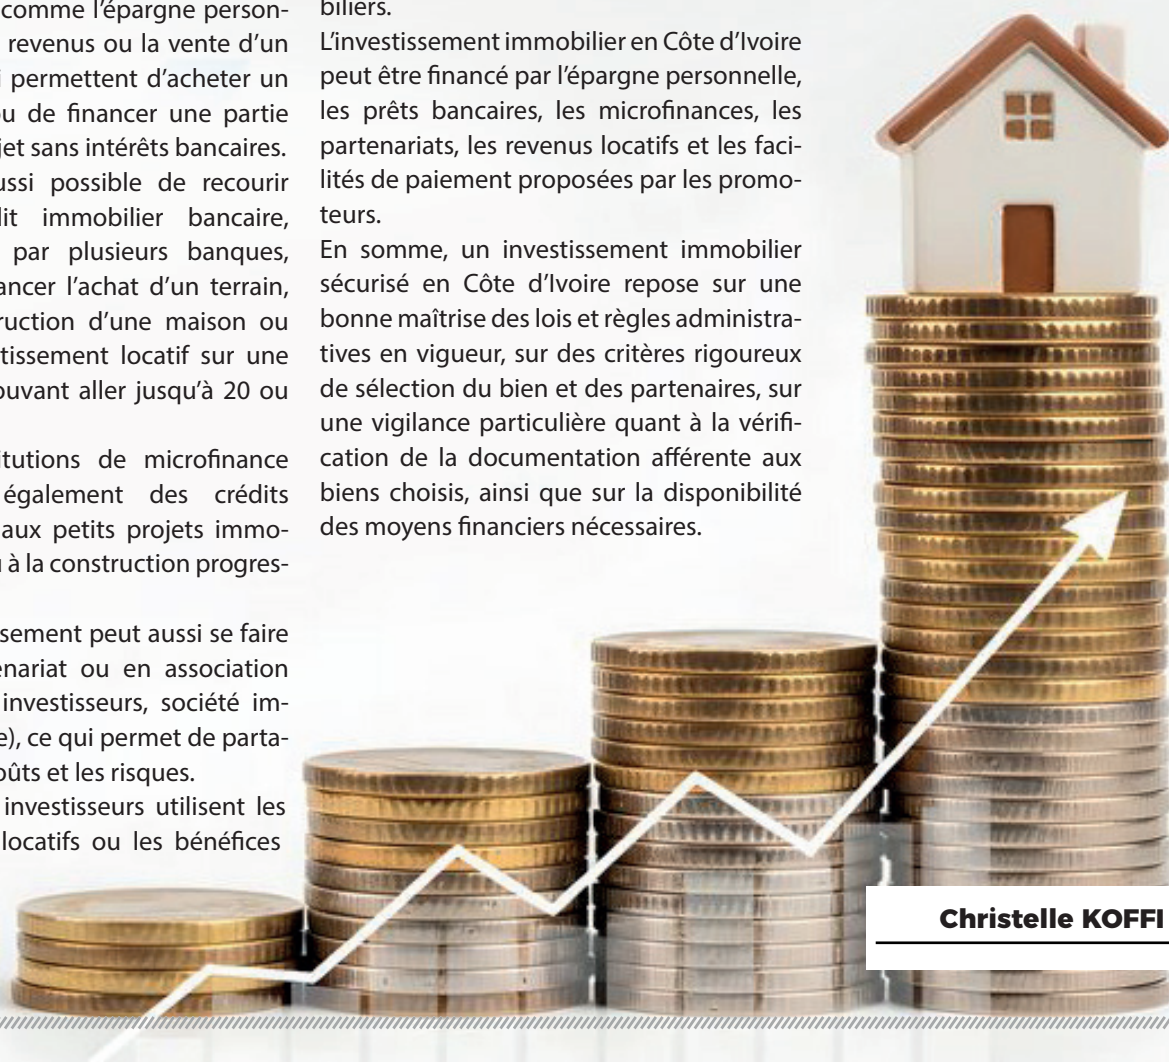 comme l'épargne person-
revenus ou la vente d'un
i permettent d'acheter un
ou de financer une partie
jet sans intérêts bancaires.
ussi possible de recourir
dit immobilier bancaire,
par plusieurs banques,
ancer l'achat d'un terrain,
ruction d'une maison ou
tissement locatif sur une
ouvant aller jusqu'à 20 ou
itutions de microfinance
également des crédits
aux petits projets immo-
u à la construction progres-
sement peut aussi se faire
enariat ou en association
investisseurs, société im-
e), ce qui permet de parta-
oûts et les risques.
investisseurs utilisent les
locatifs ou les bénéfices
biliers.
L'investissement immobilier en Côte d'Ivoire
peut être financé par l'épargne personnelle,
les prêts bancaires, les microfinances, les
partenariats, les revenus locatifs et les faci-
lités de paiement proposées par les promo-
teurs.
En somme, un investissement immobilier
sécurisé en Côte d'Ivoire repose sur une
bonne maîtrise des lois et règles administra-
tives en vigueur, sur des critères rigoureux
de sélection du bien et des partenaires, sur
une vigilance particulière quant à la vérifi-
cation de la documentation afférente aux
biens choisis, ainsi que sur la disponibilité
des moyens financiers nécessaires.
Christelle KOFFI